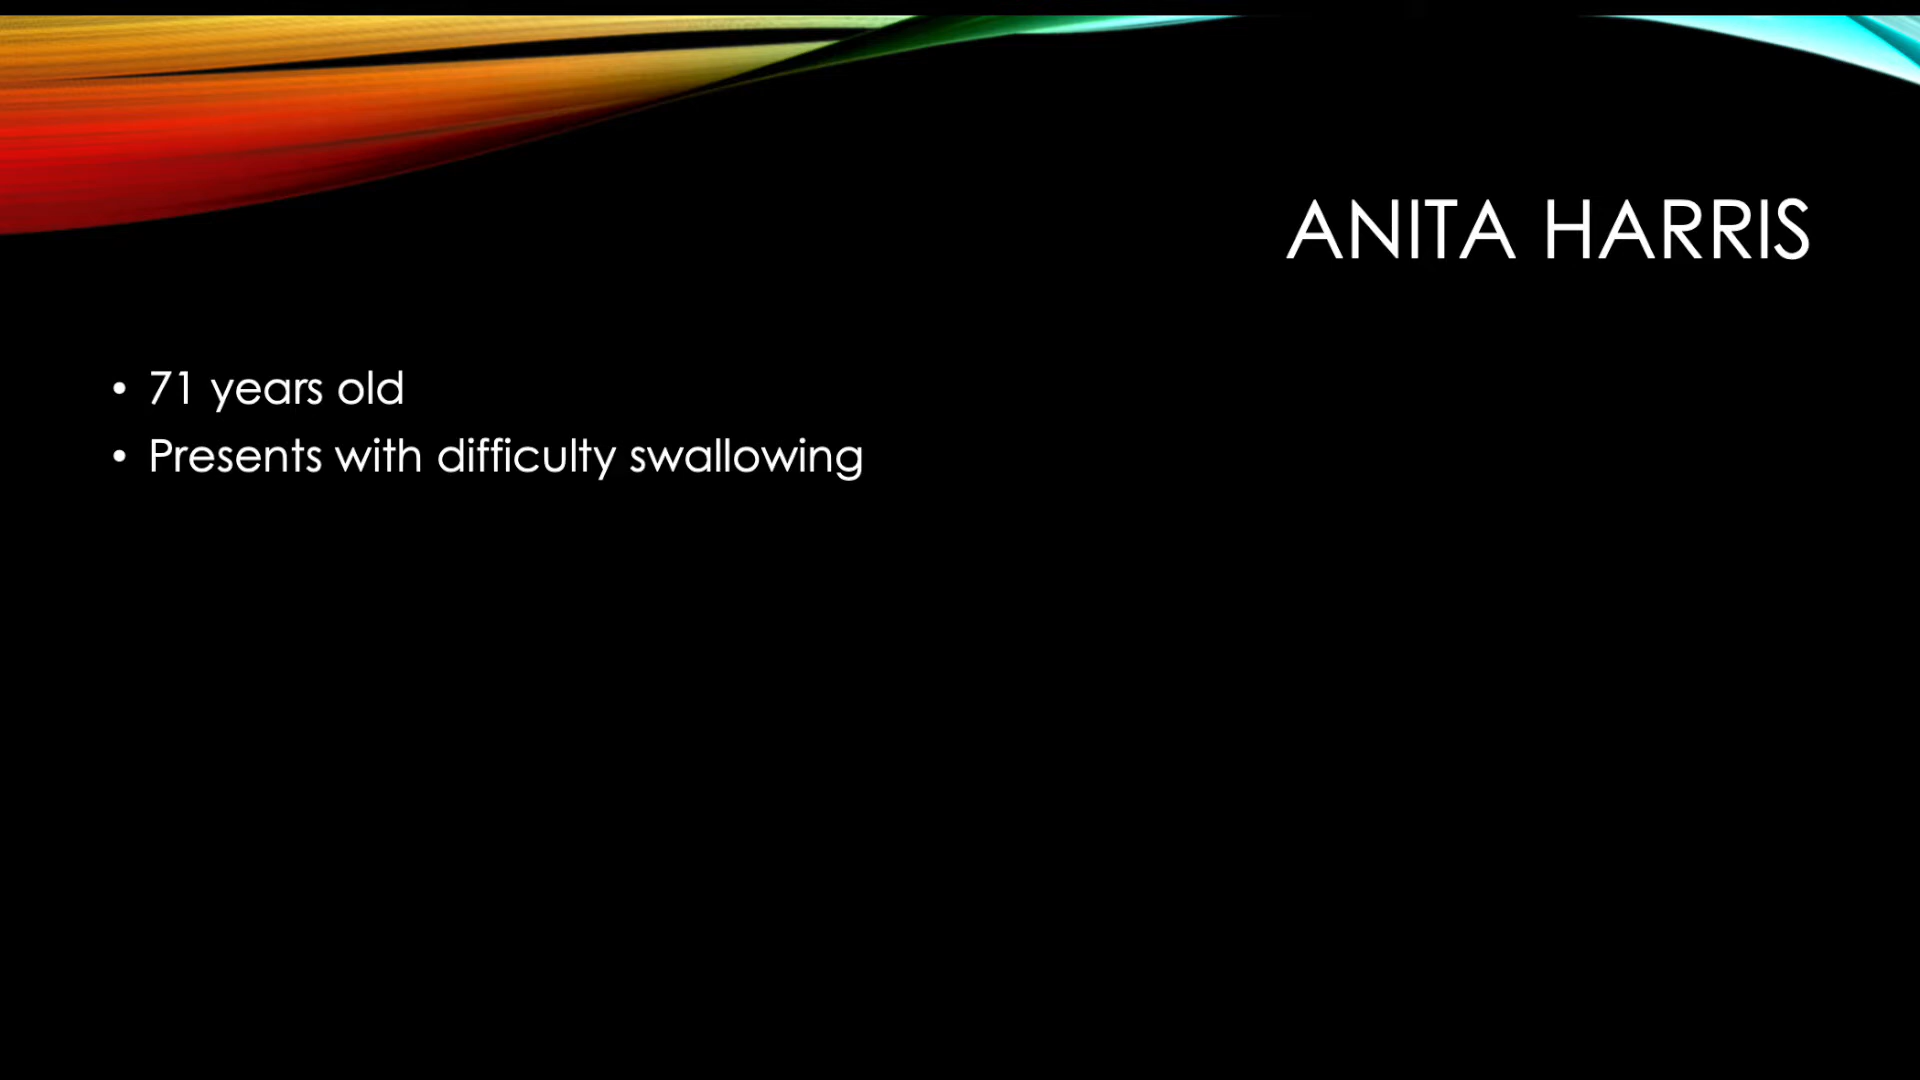 ANITA HARRIS
• 71 years old
• Presents with difficulty swallowing